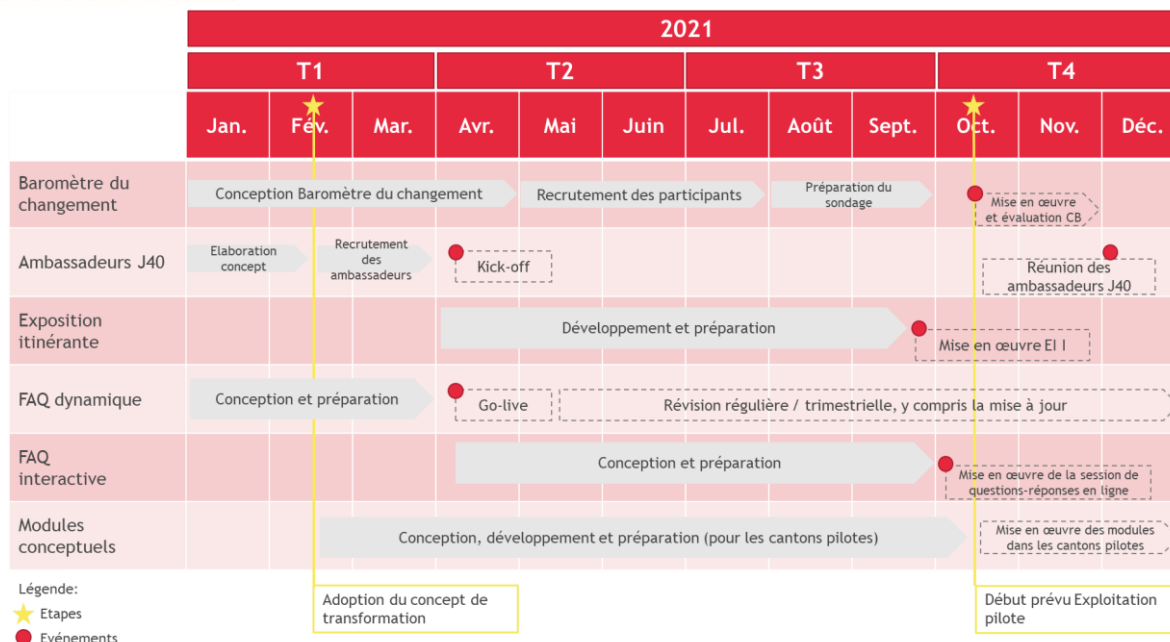 2021
T1
T2
T3
T4
Jan.
Fév.
Mar.
Avr.
Mai
Juin
Jul.
Août
Sept.
Oct.
Nov.
Déc.
Baromètre du
changement
Conception Baromètre du changement
Recrutement des participants
Préparation du
sondage
Mise en œuvre
et évaluation CB
Ambassadeurs J40
Elaboration
concept
Recrutement
des
ambassadeurs
Kick-off
Réunion des
ambassadeurs J40
Exposition
itinérante
Développement et préparation
Mise en œuvre EI I
FAQ dynamique
Conception et préparation
Go-live
Révision régulière / trimestrielle, y compris la mise à jour
FAQ
interactive
Conception et préparation
Mise en œuvre de la session de
questions-réponses en ligne
Modules
conceptuels
Conception, développement et préparation (pour les cantons pilotes)
Mise en œuvre des modules
dans les cantons pilotes
Légende:
Etapes
Evénements
Adoption du concept de
transformation
Début prévu Exploitation
pilote